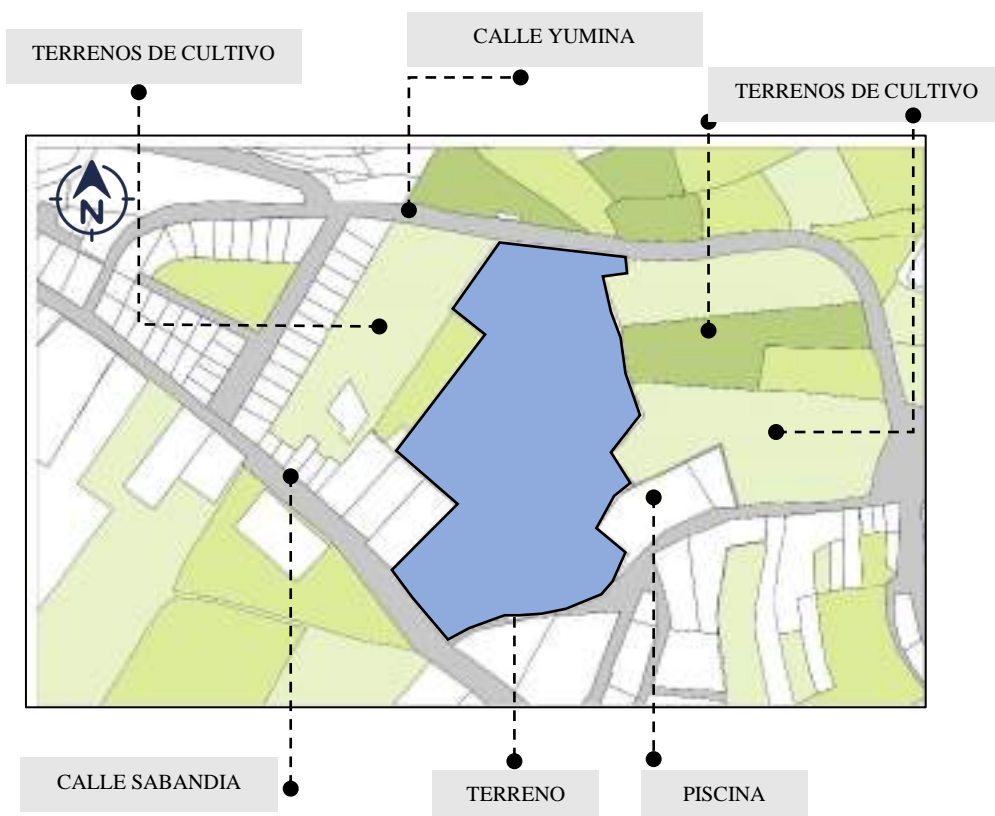 CALLE YUMINA
TERRENOS DE CULTIVO
TERRENOS DE CULTIVO
N
CALLE SABANDIA
TERRENO
PISCINA